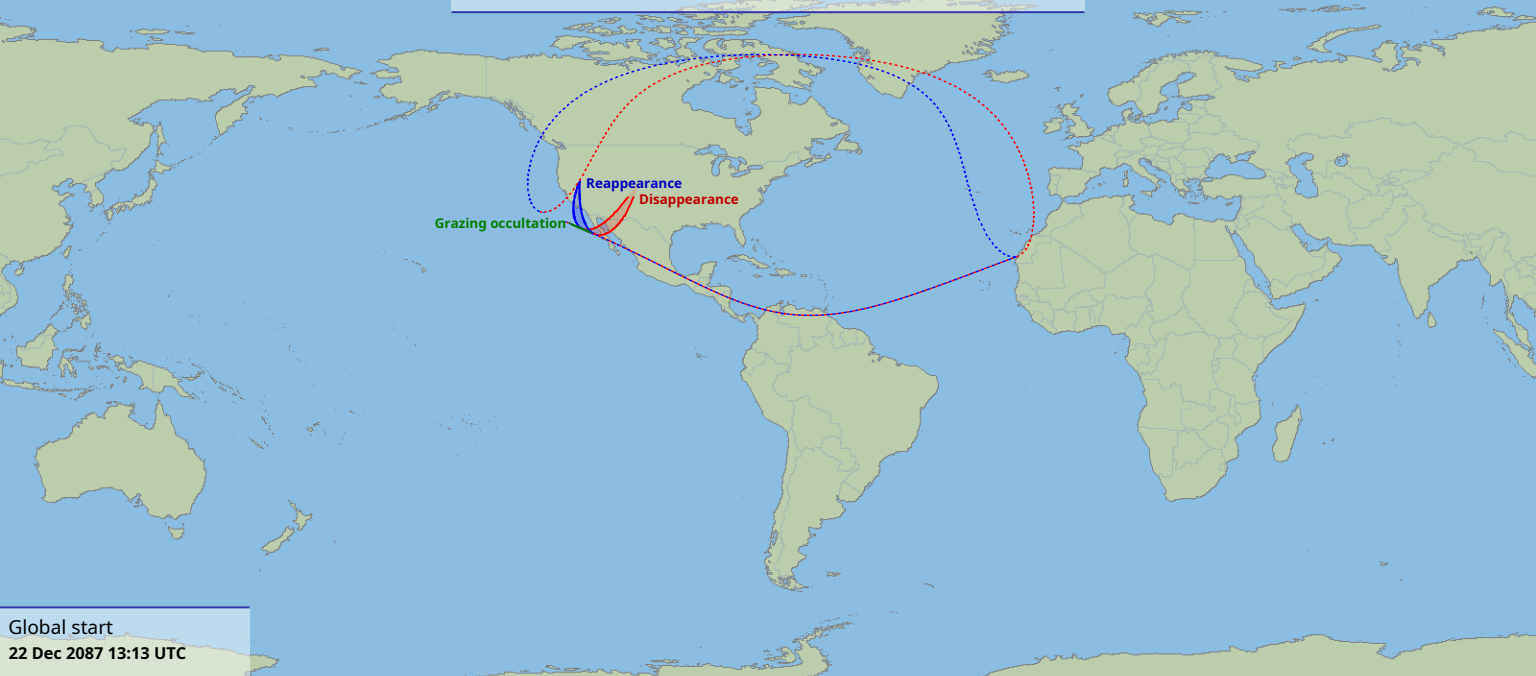 Reappearance
Disappearance
Grazing occultation
Global start
22 Dec 2087 13:13 UTC